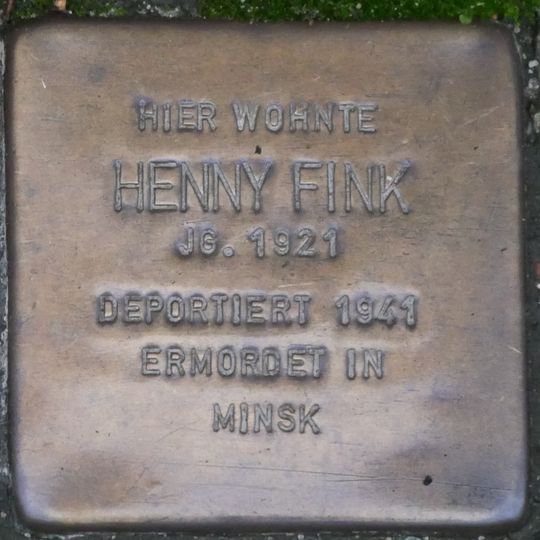 HIER WOHNTE
HENNY FINK
JG. 1921
DEPORTIERT 1941
ERMORDET IN
MINSK